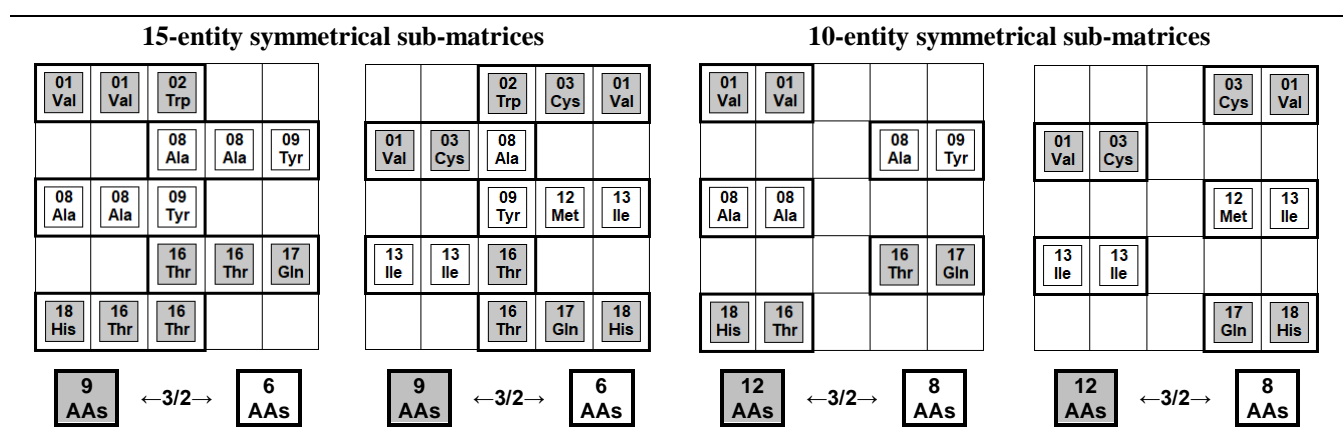 15-entity symmetrical sub-matrices
10-entity symmetrical sub-matrices
01 01 02
Val Val Trp
08 08 09
Ala Ala Tyr
08 08 09
Ala Ala Tyr
16 16 17
Thr Thr Gln
18 16 16
His Thr Thr
9 6
AAs ←3/2→ AAs
02 03 01
Trp Cys Val
01 03 08
Val Cys Ala
09 12 13
Tyr Met Ile
13 13 16
Ile Ile Thr
16 17 18
Thr Gln His
9 6
AAs ←3/2→ AAs
01 01
Val Val
08 09
Ala Tyr
08 08
Ala Ala
16 17
Thr Gln
18 16
His Thr
12 8
AAs ←3/2→ AAs
03 01
Cys Val
01 03
Val Cys
12 13
Met Ile
13 13
Ile Ile
17 18
Gln His
12 8
AAs ←3/2→ AAs